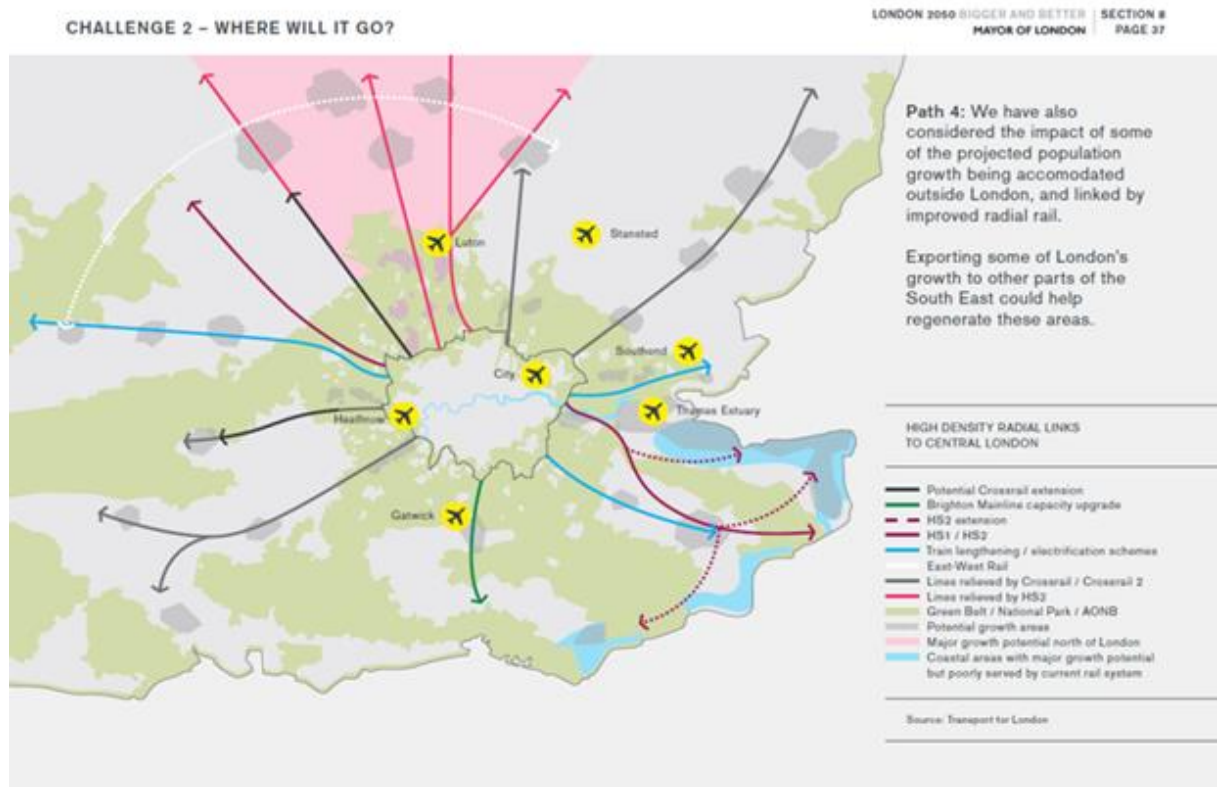 CHALLENGE 2 – WHERE WILL IT GO?
LONDON 2050 BIGGER AND BETTER
MAYOR OF LONDON
SECTION 8
PAGE 37
Path 4: We have also
considered the impact of some
of the projected population
growth being accomodated
outside London, and linked by
improved radial rail.
Exporting some of London's
growth to other parts of the
South East could help
regenerate these areas.
Luton
Stansted
Southend
City
Thames Estuary
Heathrow
Gatwick
HIGH DENSITY RADIAL LINKS
TO CENTRAL LONDON
Potential Crossrail extension
Brighton Mainline capacity upgrade
HS2 extension
HS1 / HS2
Train lengthening / electrification schemes
East-West Rail
Lines relieved by Crossrail / Crossrail 2
Lines relieved by HS2
Green Belt / National Park / AONB
Potential growth areas
Major growth potential north of London
Coastal areas with major growth potential
but poorly served by current rail system
Source: Transport for London